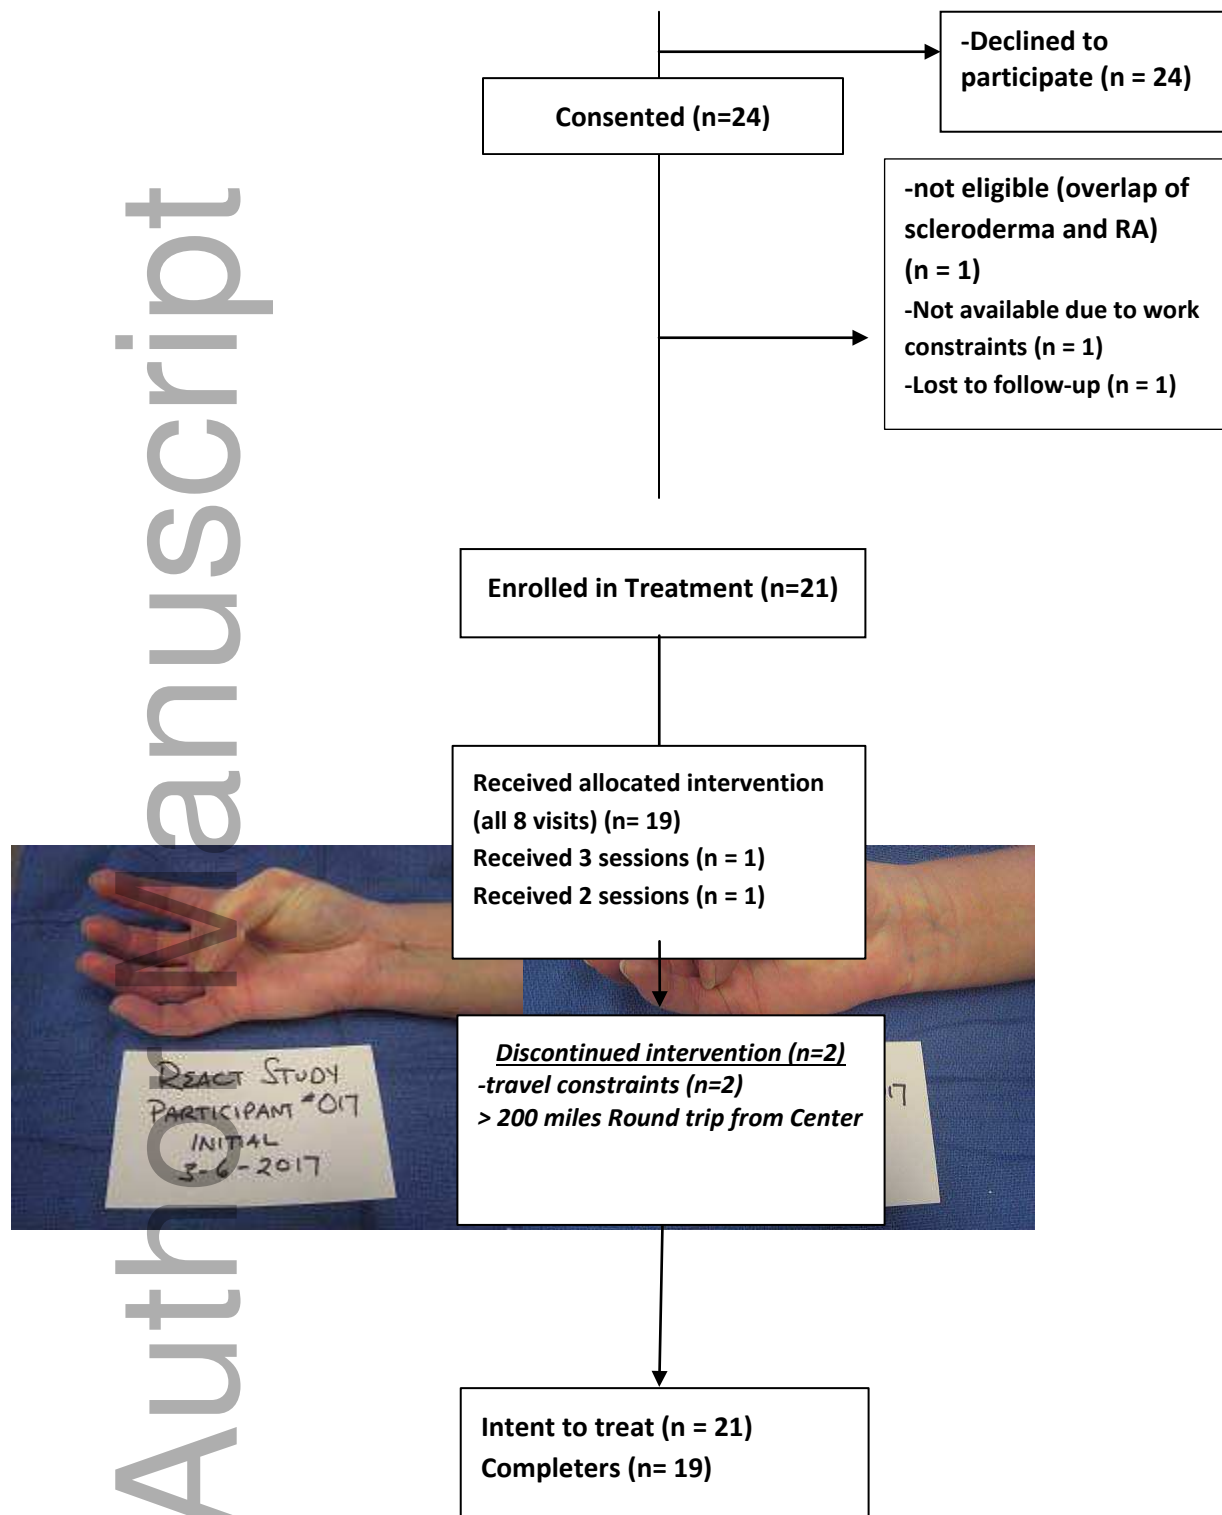 -Declined to
participate (n = 24)
Consented (n=24)
-not eligible (overlap of
scleroderma and RA)
(n = 1)
-Not available due to work
constraints (n = 1)
-Lost to follow-up (n = 1)
Enrolled in Treatment (n=21)
Received allocated intervention
(all 8 visits) (n= 19)
Received 3 sessions (n = 1)
Received 2 sessions (n = 1)
Discontinued intervention (n=2)
-travel constraints (n=2)
> 200 miles Round trip from Center
REACT STUDY
PARTICIPANT #017
INITIAL
3-6-2017
17
Intent to treat (n = 21)
Completers (n= 19)
Author Manuscript